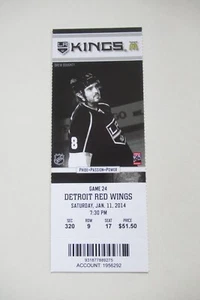 KINGS
8
PRIDE•PASSION•POWER
GAME 24
DETROIT RED WINGS
SATURDAY, JAN. 11, 2014
7:30 PM
SEC ROW SEAT PRICE
320 9 17 $51.50
931877989275
ACCOUNT 1956292